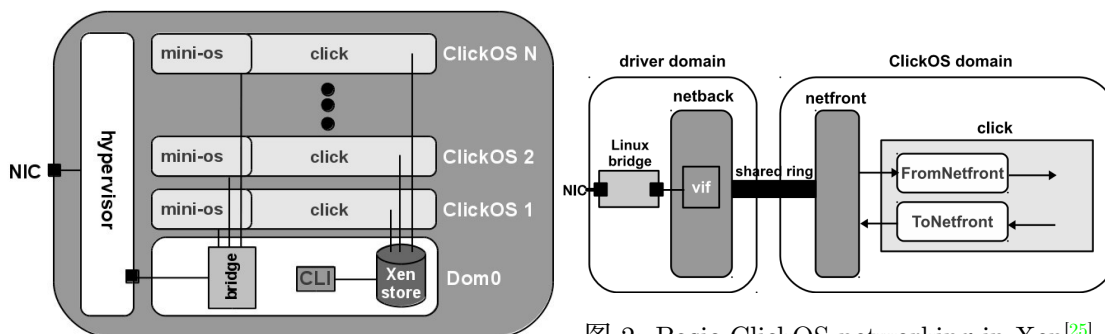 mini-os click ClickOS N
hypervisor
NIC
mini-os click ClickOS 2
mini-os click ClickOS 1
bridge
CLI
Xen store
Dom0
driver domain
ClickOS domain
netback
netfront
Linux bridge
NIC
vif
shared ring
click
FromNetfront
ToNetfront
图 2 Basic ClickOS networking in Xen[25]